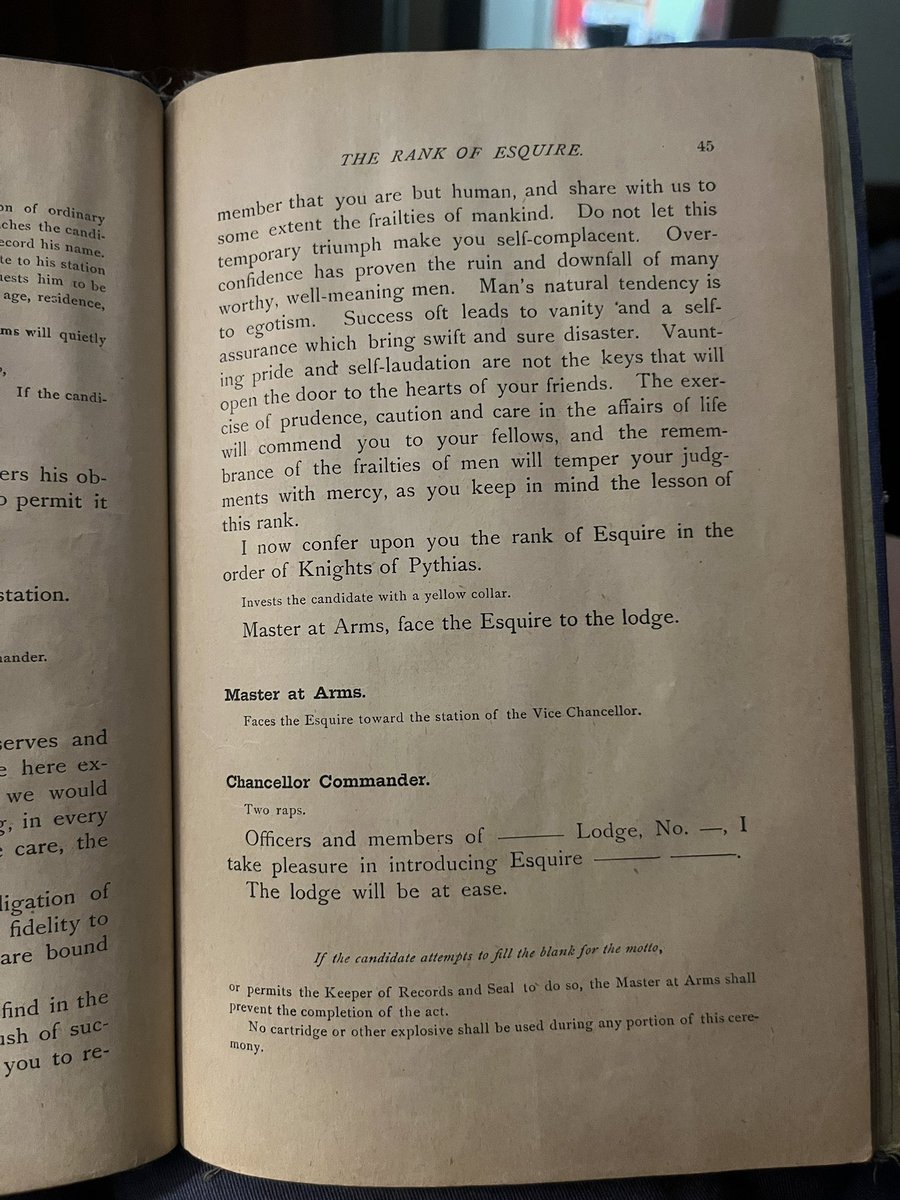 on of ordinary
ches the candi-
ecord his name.
te to his station
uests him to be
age, residence,
ms will quietly
If the candi-
ers his ob-
o permit it
station.
ander.
serves and
e here ex-
we would
g, in every
e care, the
ligation of
fidelity to
are bound
find in the
ush of suc-
you to re-
THE RANK OF ESQUIRE. 45
member that you are but human, and share with us to
some extent the frailties of mankind. Do not let this
temporary triumph make you self-complacent. Over-
confidence has proven the ruin and downfall of many
worthy, well-meaning men. Man's natural tendency is
to egotism. Success oft leads to vanity and a self-
assurance which bring swift and sure disaster. Vaunt-
ing pride and self-laudation are not the keys that will
open the door to the hearts of your friends. The exer-
cise of prudence, caution and care in the affairs of life
will commend you to your fellows, and the remem-
brance of the frailties of men will temper your judg-
ments with mercy, as you keep in mind the lesson of
this rank.
I now confer upon you the rank of Esquire in the
order of Knights of Pythias.
Invests the candidate with a yellow collar.
Master at Arms, face the Esquire to the lodge.
Master at Arms.
Faces the Esquire toward the station of the Vice Chancellor.
Chancellor Commander.
Two raps.
Officers and members of ——— Lodge, No. —, I
take pleasure in introducing Esquire ——— ———.
The lodge will be at ease.
If the candidate attempts to fill the blank for the motto,
or permits the Keeper of Records and Seal to do so, the Master at Arms shall
prevent the completion of the act.
No cartridge or other explosive shall be used during any portion of this cere-
mony.